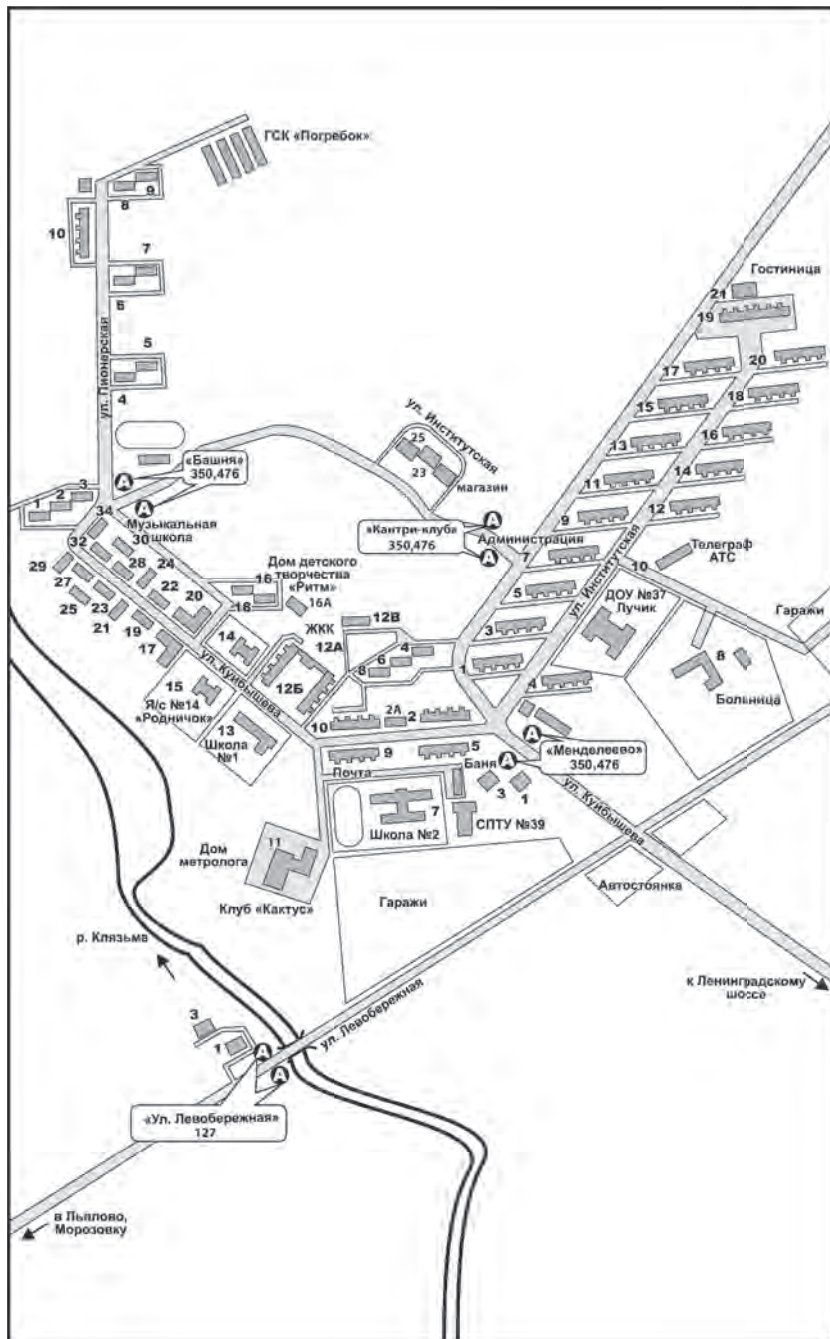 ГСК «Погребок»
9
8
10
7
6
5
4
ул. Пионерская
Гостиница
21
19
17
20
15
18
13
16
11
14
9
12
ул. Институтская
25
23
магазин
«Башня»
350,476
3
2
1
34
Музыкальная
школа
32
30
29
28
24
27
22
25
20
23
21
19
17
«Кантри-клуб»
350,476
Администрация
7
Телеграф
АТС
10
5
ул. Институтская
ДОУ №37
Лучик
Гаражи
Дом детского
творчества
«Ритм»
16
16А
18
14
ЖКК
12В
12А
12Б
4
6
8
3
1
8
Больница
4
ул. Куйбышева
15
Я/с №14
«Родничок»
13
Школа
№1
10
2А
2
9
5
Почта
Баня
«Менделеево»
350,476
3
1
7
Школа №2
СПТУ №39
ул. Куйбышева
11
Дом
метролога
Клуб «Кактус»
Гаражи
Автостоянка
р. Клязьма
к Ленинградскому
шоссе
3
1
ул. Левобережная
«Ул. Левобережная»
127
в Льялово,
Морозовку
А
А
А
А
А
А
А
А